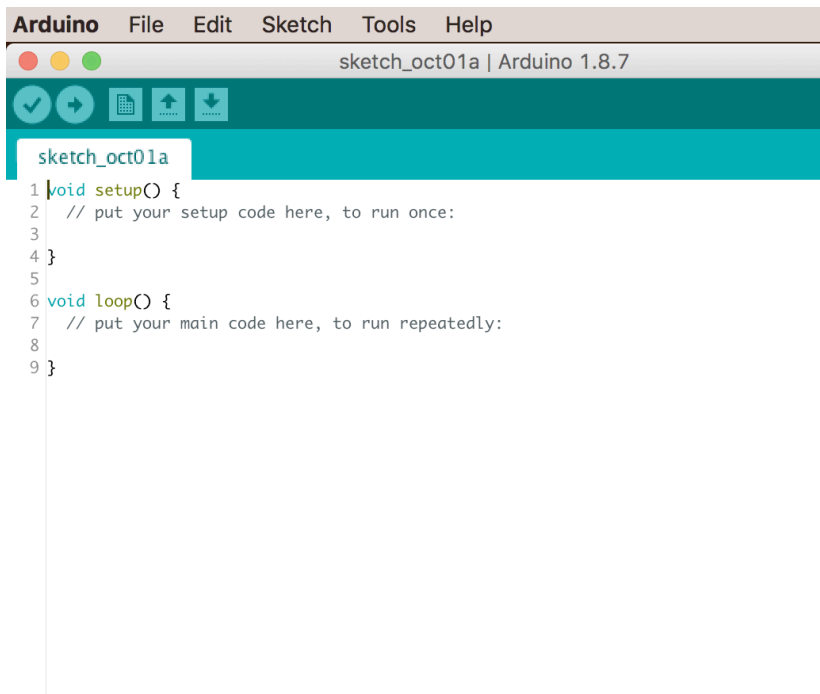 Arduino File Edit Sketch Tools Help
sketch_oct01a | Arduino 1.8.7
sketch_oct01a
1 void setup() {
2   // put your setup code here, to run once:
3
4 }
5
6 void loop() {
7   // put your main code here, to run repeatedly:
8
9 }